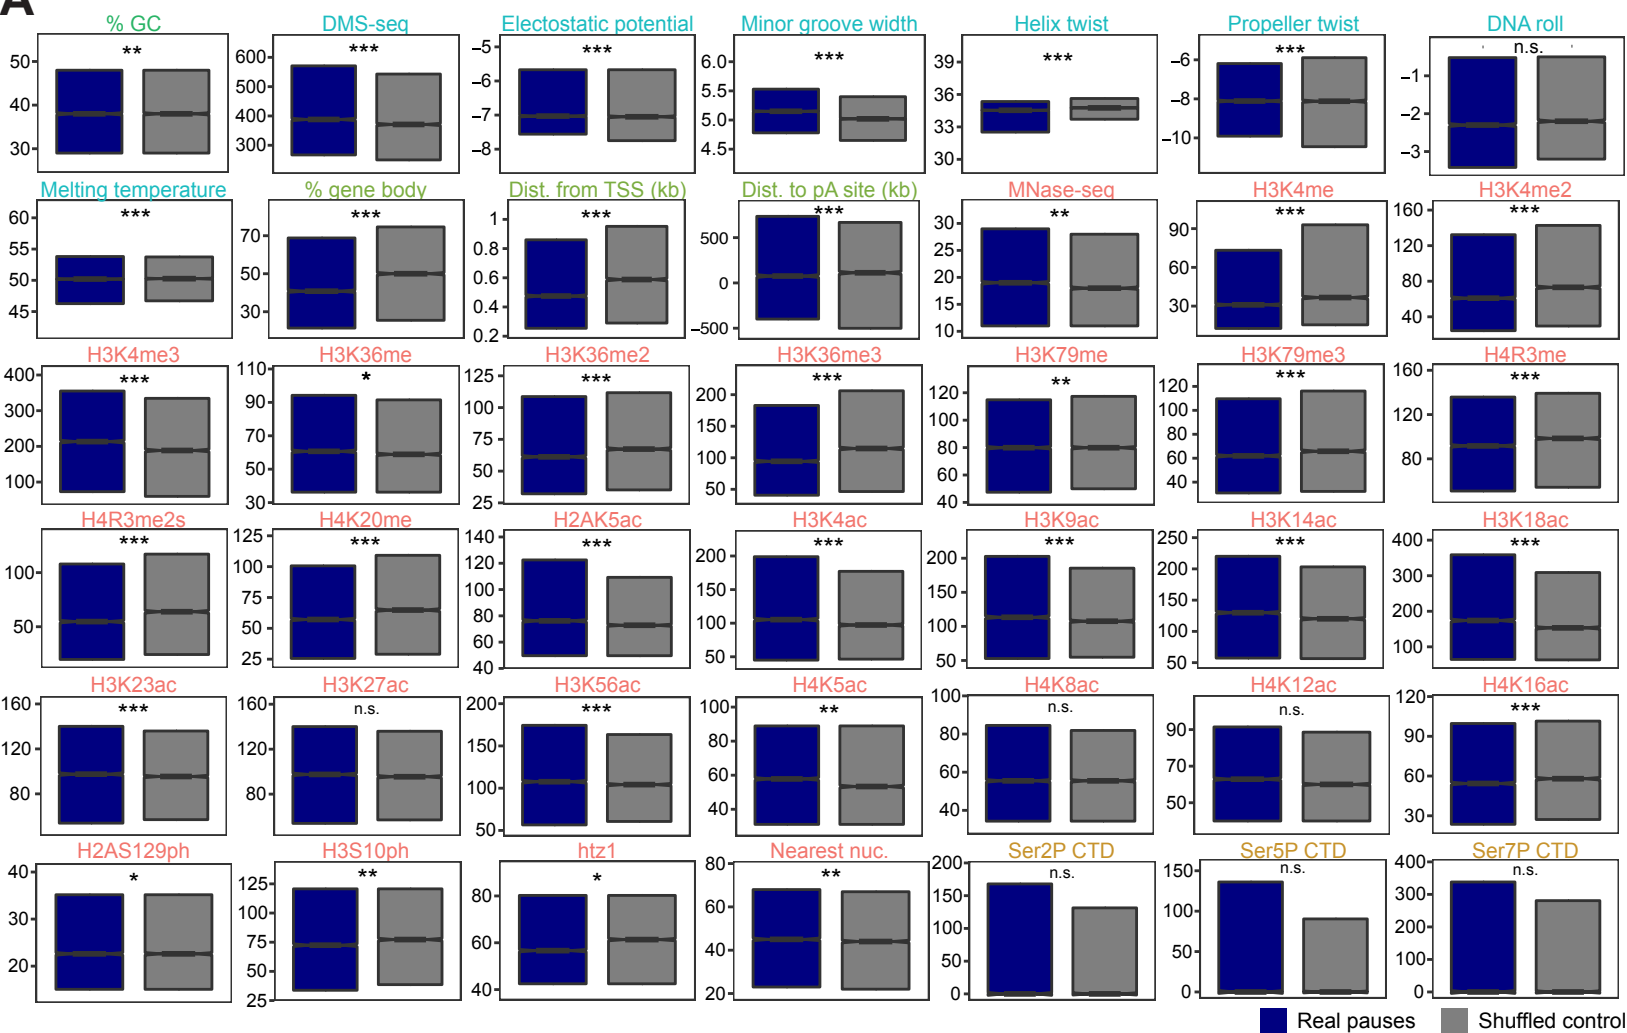 A
% GC DMS-seq Electostatic potential Minor groove width Helix twist Propeller twist DNA roll
** *** *** *** *** *** n.s.
50 40 30
600 500 400 300
–5 –6 –7 –8
6.0 5.5 5.0 4.5
39 36 33 30
–6 –8 –10
–1 –2 –3
Melting temperature % gene body Dist. from TSS (kb) Dist. to pA site (kb) MNase-seq H3K4me H3K4me2
*** *** *** *** ** *** ***
60 55 50 45
70 50 30
1 0.8 0.6 0.4 0.2
500 0 –500
30 25 20 15 10
90 60 30
160 120 80 40
H3K4me3 H3K36me H3K36me2 H3K36me3 H3K79me H3K79me3 H4R3me
*** * *** *** ** *** ***
400 300 200 100
110 90 70 50 30
125 100 75 50 25
200 150 100 50
120 100 80 60 40
120 100 80 60 40
160 120 80
H4R3me2s H4K20me H2AK5ac H3K4ac H3K9ac H3K14ac H3K18ac
*** *** *** *** *** *** ***
100 50
125 100 75 50 25
140 120 100 80 60 40
200 150 100 50
200 150 100 50
250 200 150 100 50
400 300 200 100
H3K23ac H3K27ac H3K56ac H4K5ac H4K8ac H4K12ac H4K16ac
*** n.s. *** ** n.s. n.s. ***
160 120 80
160 120 80
200 150 100 50
100 80 60 40
100 80 60 40
90 70 50
120 90 60 30
H2AS129ph H3S10ph htz1 Nearest nuc. Ser2P CTD Ser5P CTD Ser7P CTD
* ** * ** n.s. n.s. n.s.
40 30 20
125 100 75 50 25
80 60 40
80 60 40 20
200 150 100 50 0
150 100 50 0
400 300 200 100 0
Real pauses Shuffled control